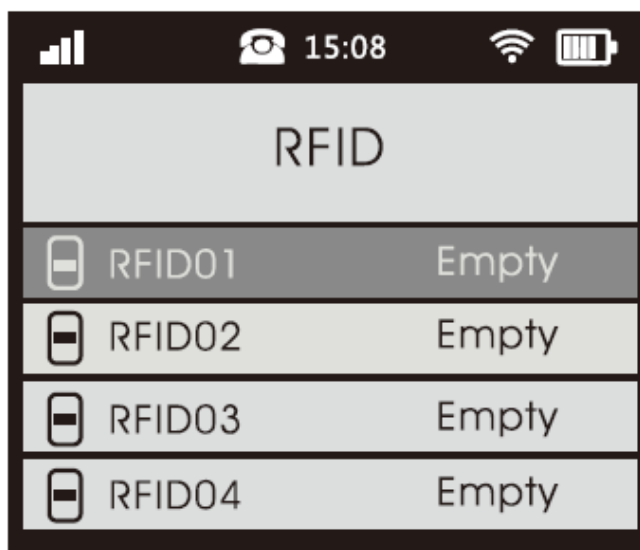 15:08
RFID
RFID01 Empty
RFID02 Empty
RFID03 Empty
RFID04 Empty